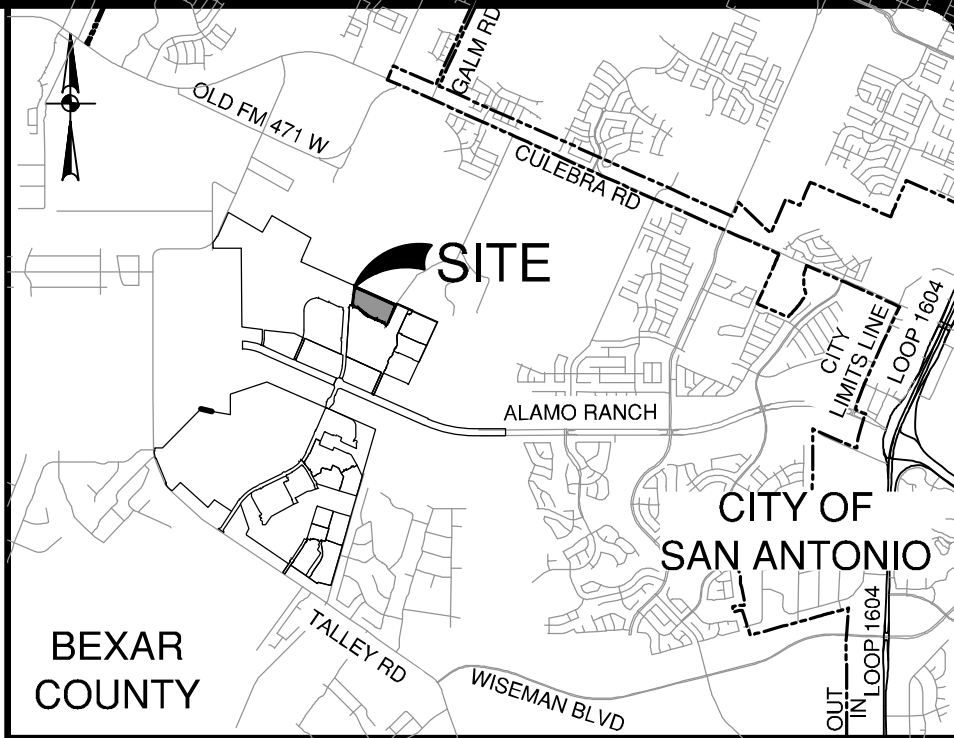 GALM RD
OLD FM 471 W
CULEBRA RD
SITE
CITY
LIMITS LINE
LOOP 1604
ALAMO RANCH
CITY OF
SAN ANTONIO
BEXAR
COUNTY
TALLEY RD
WISEMAN BLVD
OUT
IN
LOOP 1604